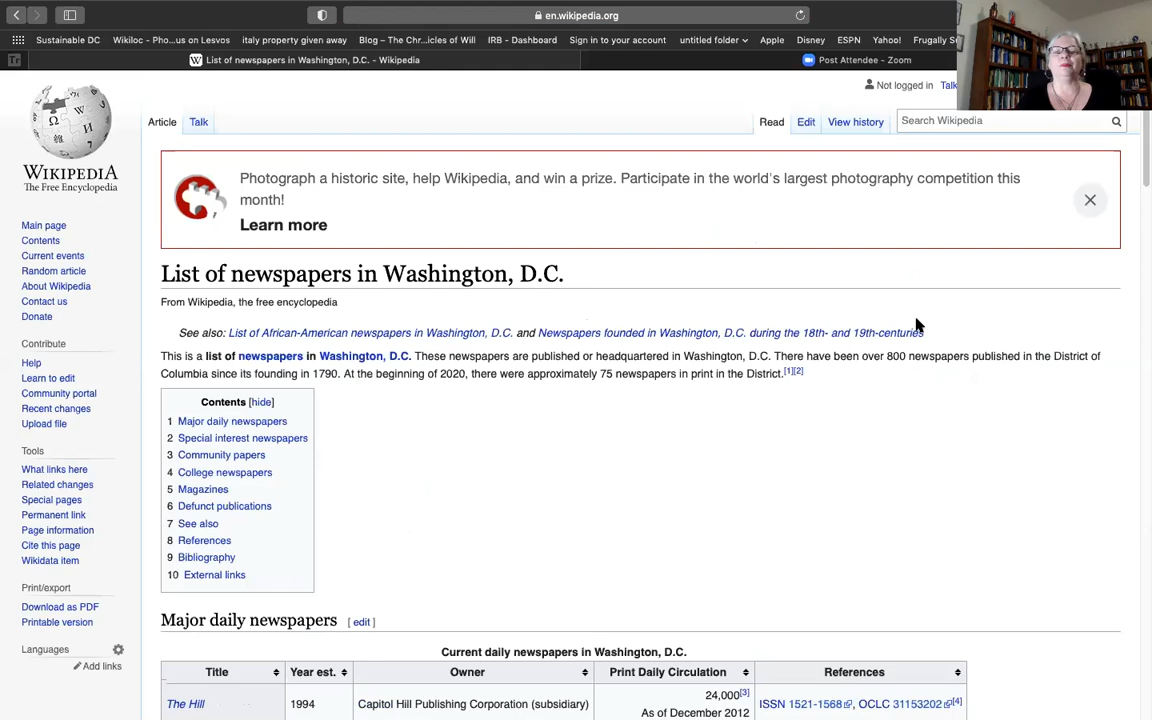 en.wikipedia.org
Sustainable DC Wikiloc - Pho...us on Lesvos italy property given away Blog – The Chr...icles of Will IRB - Dashboard Sign in to your account untitled folder Apple Disney ESPN Yahoo! Frugally S
List of newspapers in Washington, D.C. - Wikipedia
Post Attendee - Zoom
Not logged in Talk
Article Talk Read Edit View history Search Wikipedia
WIKIPEDIA
The Free Encyclopedia
Photograph a historic site, help Wikipedia, and win a prize. Participate in the world's largest photography competition this
month!
Learn more
Main page
Contents
Current events
Random article
About Wikipedia
Contact us
Donate
Contribute
Help
Learn to edit
Community portal
Recent changes
Upload file
Tools
What links here
Related changes
Special pages
Permanent link
Page information
Cite this page
Wikidata item
Print/export
Download as PDF
Printable version
Languages
Add links
List of newspapers in Washington, D.C.
From Wikipedia, the free encyclopedia
See also: List of African-American newspapers in Washington, D.C. and Newspapers founded in Washington, D.C. during the 18th- and 19th-centuries
This is a list of newspapers in Washington, D.C. These newspapers are published or headquartered in Washington, D.C. There have been over 800 newspapers published in the District of
Columbia since its founding in 1790. At the beginning of 2020, there were approximately 75 newspapers in print in the District.[1][2]
Contents [hide]
1 Major daily newspapers
2 Special interest newspapers
3 Community papers
4 College newspapers
5 Magazines
6 Defunct publications
7 See also
8 References
9 Bibliography
10 External links
Major daily newspapers [ edit ]
Current daily newspapers in Washington, D.C.
Title Year est. Owner Print Daily Circulation References
The Hill 1994 Capitol Hill Publishing Corporation (subsidiary) 24,000[3] ISSN 1521-1568, OCLC 31153202[4]
As of December 2012